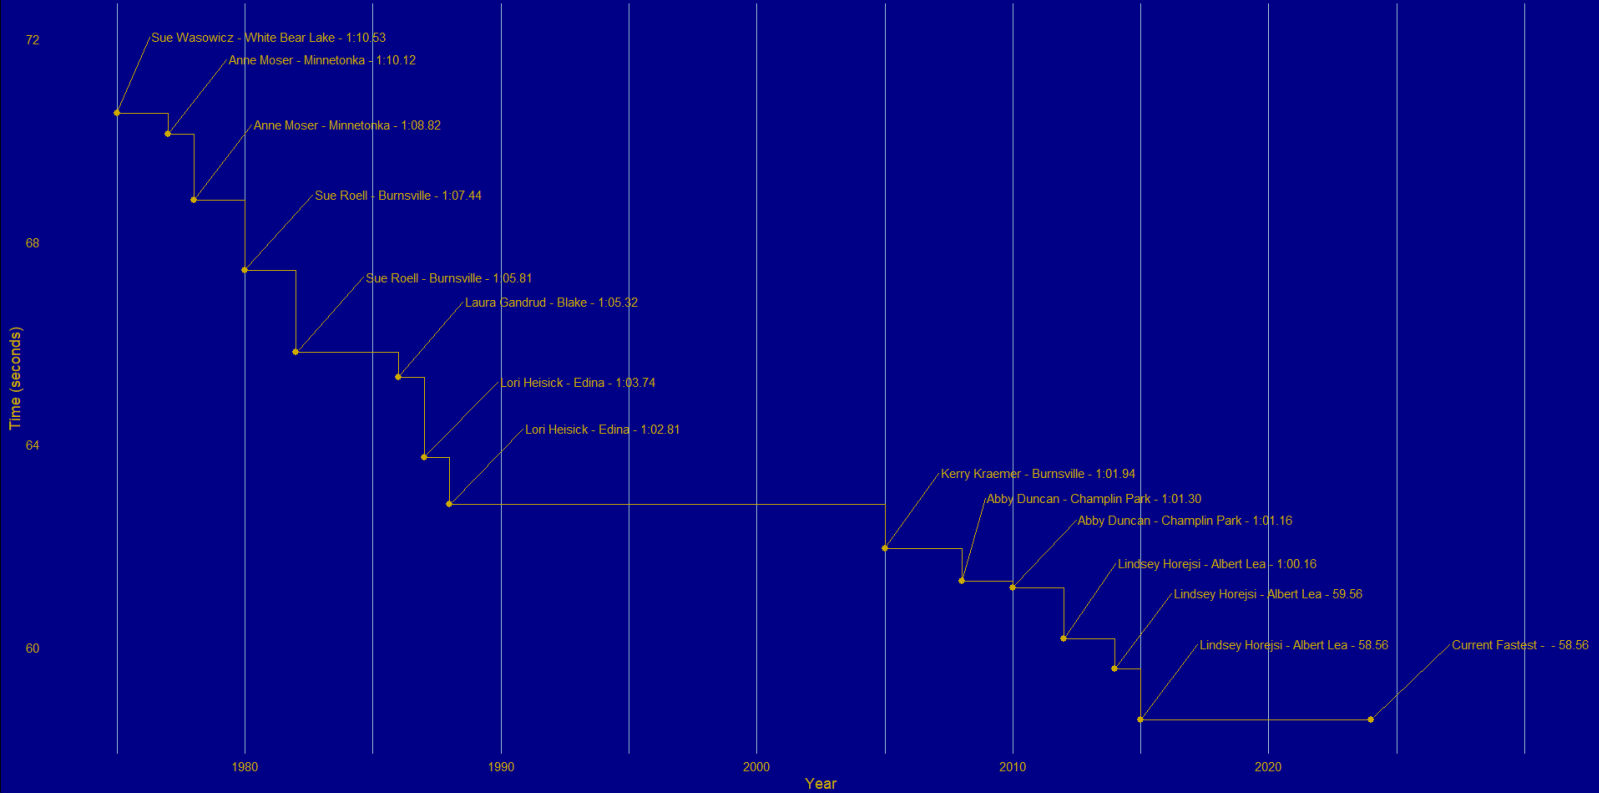 72
Sue Wasowicz - White Bear Lake - 1:10.53
Anne Moser - Minnetonka - 1:10.12
Anne Moser - Minnetonka - 1:08.82
Sue Roell - Burnsville - 1:07.44
68
Sue Roell - Burnsville - 1:05.81
Laura Gandrud - Blake - 1:05.32
Time (seconds)
Lori Heisick - Edina - 1:03.74
Lori Heisick - Edina - 1:02.81
64
Kerry Kraemer - Burnsville - 1:01.94
Abby Duncan - Champlin Park - 1:01.30
Abby Duncan - Champlin Park - 1:01.16
Lindsey Horejsi - Albert Lea - 1:00.16
Lindsey Horejsi - Albert Lea - 59.56
60
Lindsey Horejsi - Albert Lea - 58.56
Current Fastest -  - 58.56
1980 1990 2000 2010 2020
Year